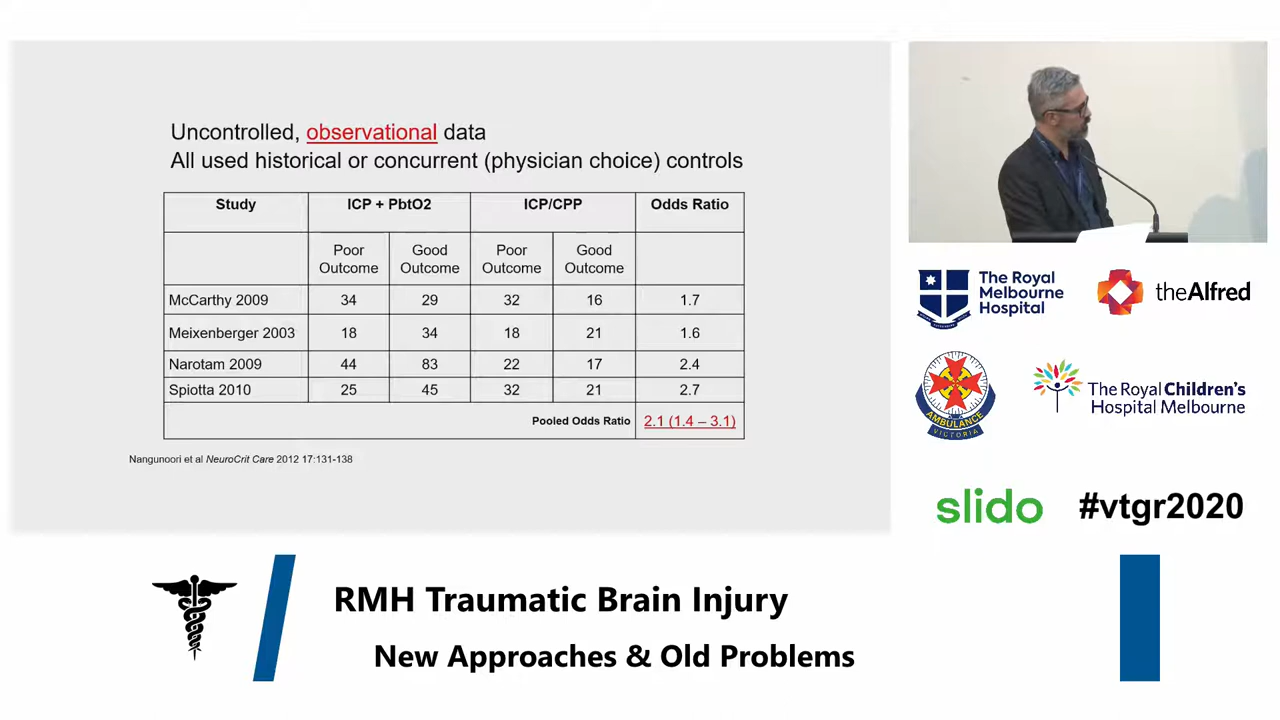 Uncontrolled, observational data
All used historical or concurrent (physician choice) controls
Study ICP + PbtO2 ICP/CPP Odds Ratio
Poor Outcome Good Outcome Poor Outcome Good Outcome
McCarthy 2009 34 29 32 16 1.7
Meixenberger 2003 18 34 18 21 1.6
Narotam 2009 44 83 22 17 2.4
Spiotta 2010 25 45 32 21 2.7
Pooled Odds Ratio 2.1 (1.4 – 3.1)
Nangunoori et al NeuroCrit Care 2012 17:131-138
The Royal
Melbourne
Hospital
theAlfred
AMBULANCE
VICTORIA
The Royal Children's
Hospital Melbourne
slido #vtgr2020
RMH Traumatic Brain Injury
New Approaches & Old Problems